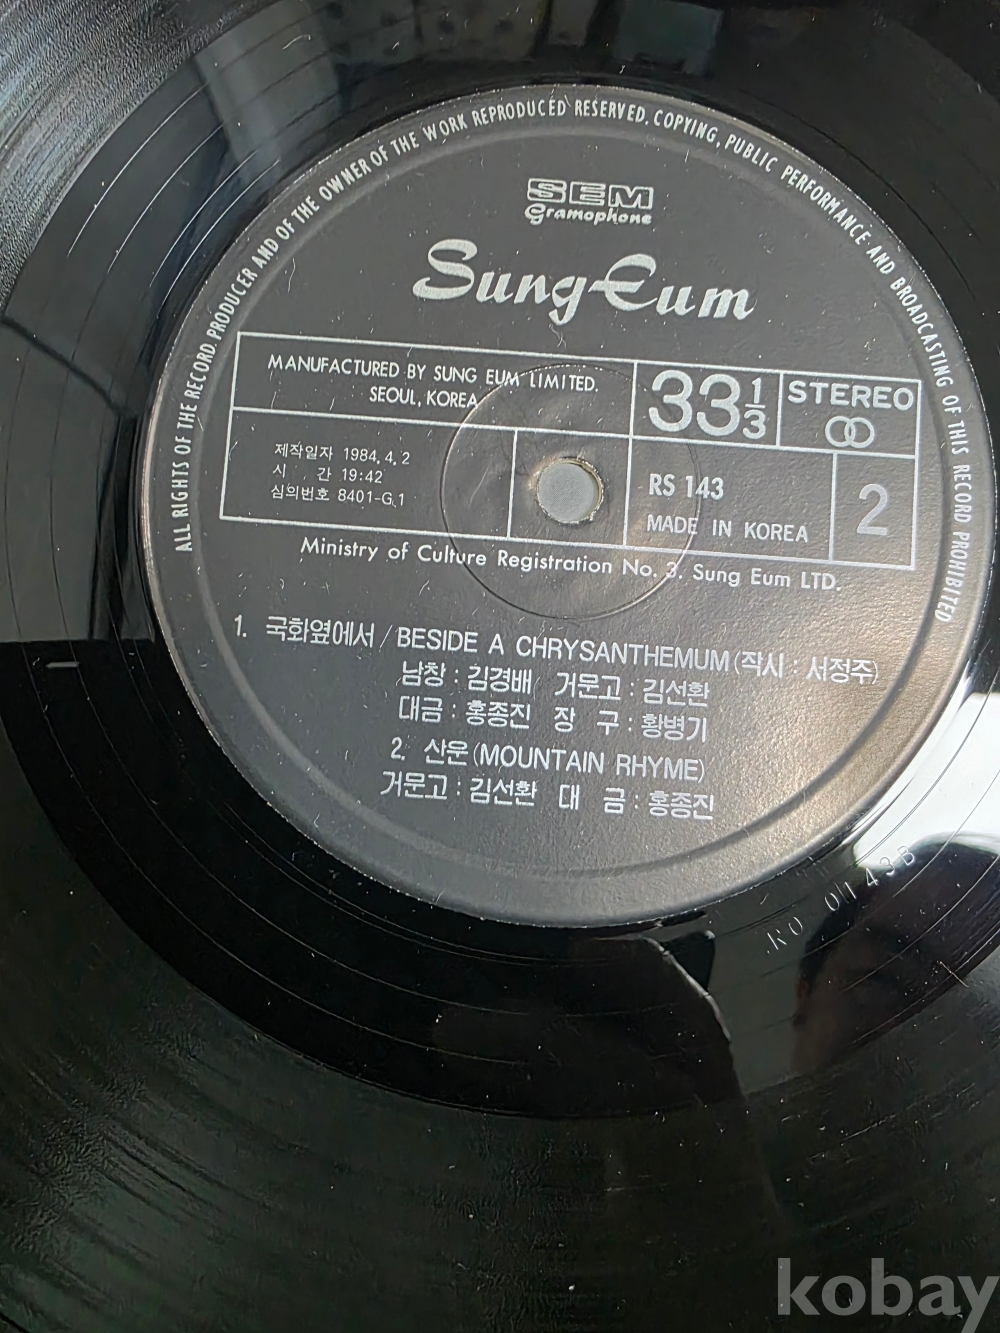 ALL RIGHTS OF THE RECORD PRODUCER AND OF THE OWNER OF THE WORK REPRODUCED RESERVED. COPYING, PUBLIC PERFORMANCE AND BROADCASTING OF THIS RECORD PROHIBITED
SEM
Gramophone
Sung Eum
MANUFACTURED BY SUNG EUM LIMITED.
SEOUL, KOREA
33 1/3
STEREO
제작일자 1984.4.2
시 간 19:42
심의번호 8401-G.1
RS 143
MADE IN KOREA
2
Ministry of Culture Registration No. 3. Sung Eum LTD.
1. 국화옆에서/BESIDE A CHRYSANTHEMUM(작시 : 서정주)
남창 : 김경배 거문고 : 김선환
대금 : 홍종진 장 구 : 황병기
2. 산운(MOUNTAIN RHYME)
거문고 : 김선환 대 금 : 홍종진
RO 0143B
kobay